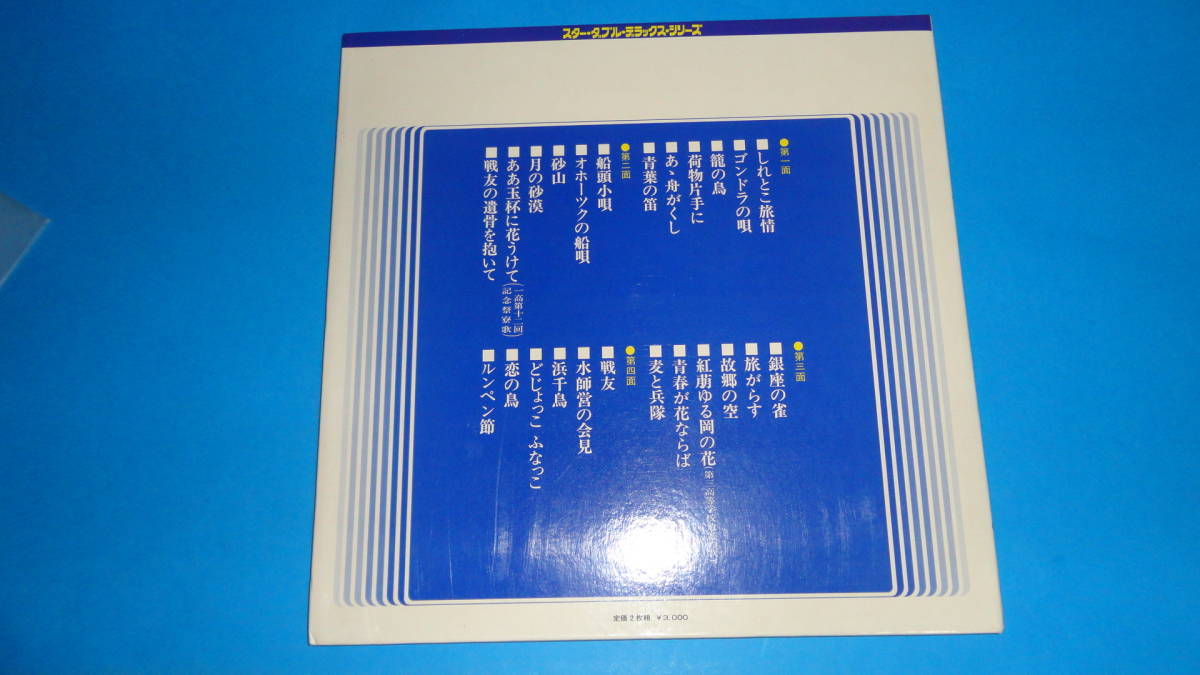 スター・ダブル・デラックス・シリーズ
●第一面
■しれとこ旅情
■ゴンドラの唄
■籠の鳥
■荷物片手に
■あゝ舟がくし
■青葉の笛
●第二面
■船頭小唄
■オホーツクの船唄
■砂山
■月の砂漠
■ああ玉杯に花うけて(一高第十二回記念祭寮歌)
■戦友の遺骨を抱いて
●第三面
■銀座の雀
■旅がらす
■故郷の空
■紅萠ゆる岡の花(第三高等
■青春が花ならば
■麦と兵隊
●第四面
■戦友
■水師営の会見
■浜千鳥
■どじょっこ ふなっこ
■恋の鳥
■ルンペン節
定価2枚組 ¥3,000